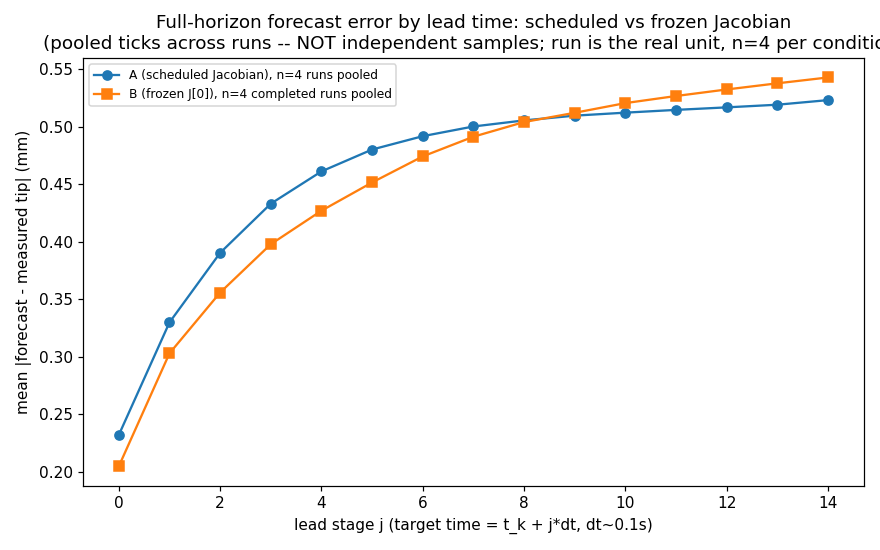 Full-horizon forecast error by lead time: scheduled vs frozen Jacobian
(pooled ticks across runs -- NOT independent samples; run is the real unit, n=4 per conditio
A (scheduled Jacobian), n=4 runs pooled
B (frozen J[0]), n=4 completed runs pooled
mean |forecast - measured tip| (mm)
0.55
0.50
0.45
0.40
0.35
0.30
0.25
0.20
0 2 4 6 8 10 12 14
lead stage j (target time = t_k + j*dt, dt~0.1s)